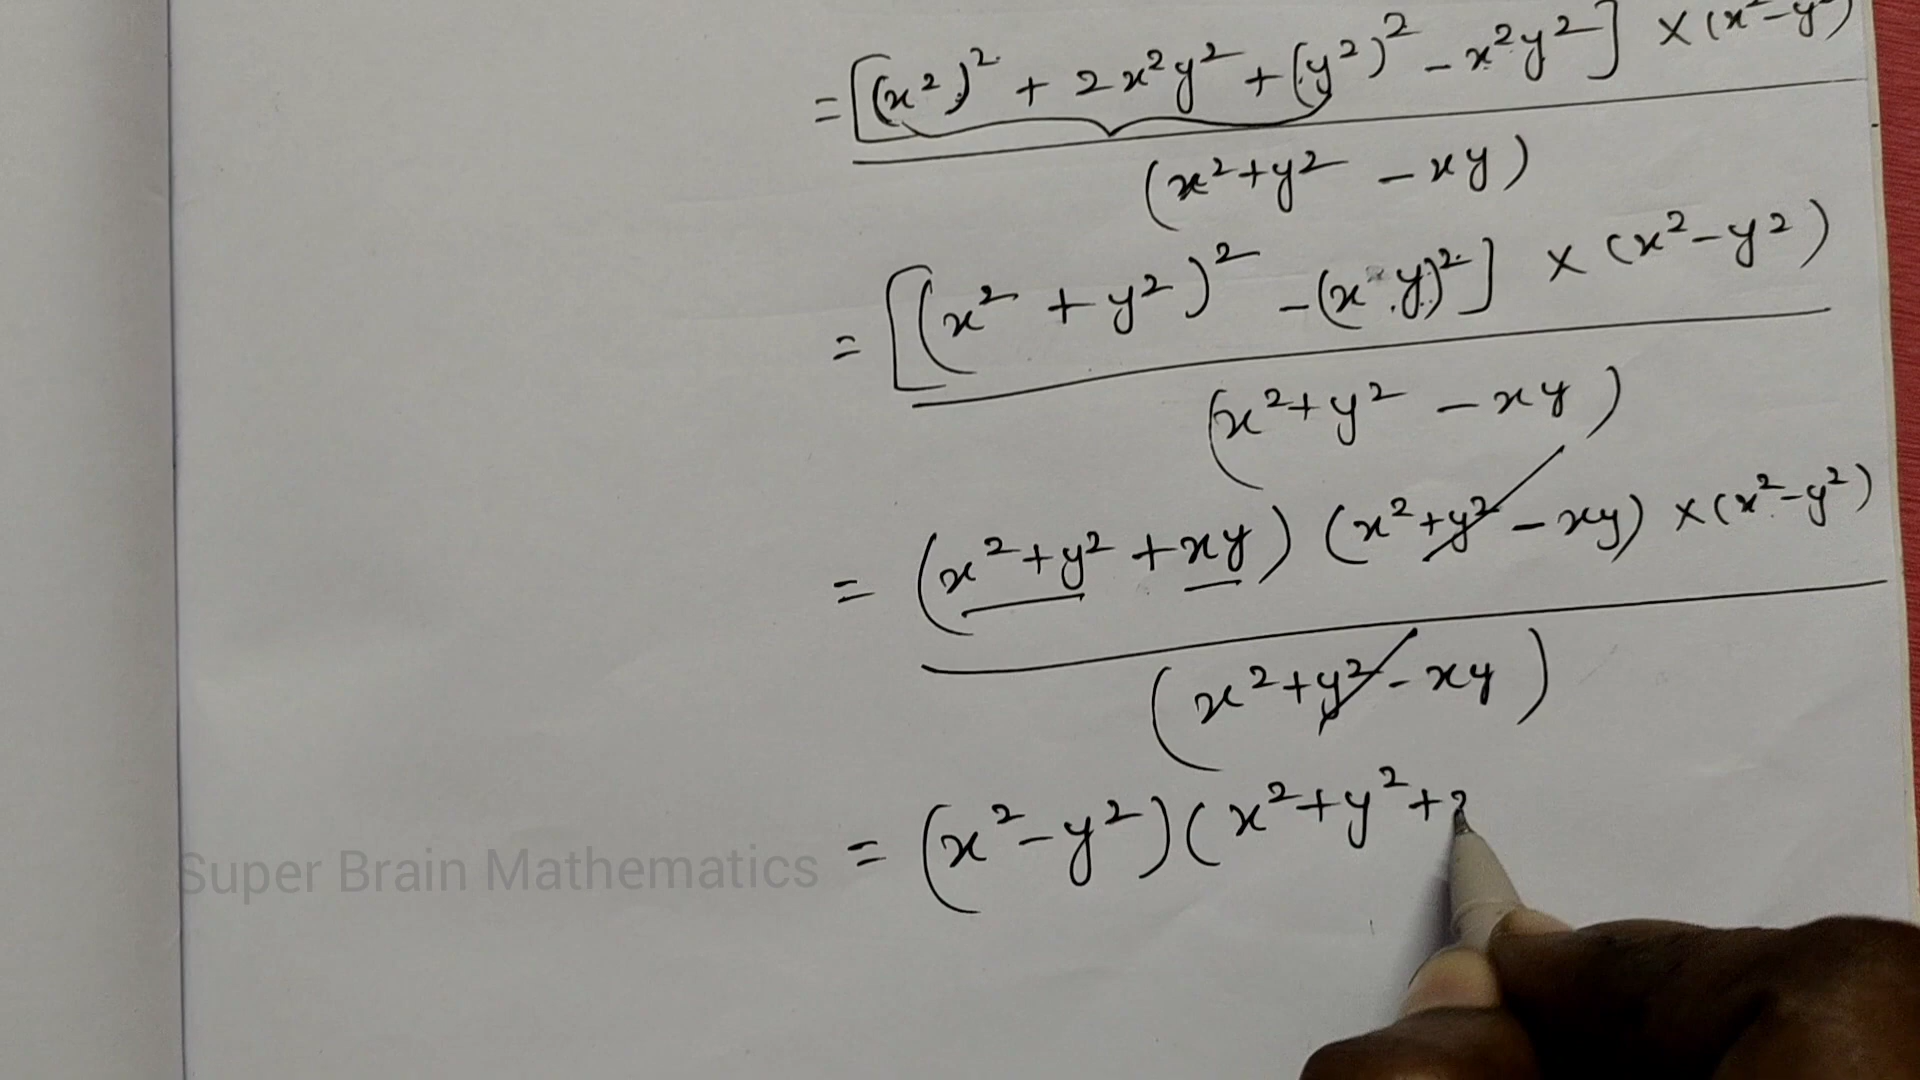 = [(x²)² + 2x²y² + (y²)² - x²y²] × (x²-y²)
(x²+y² - xy)
= [(x² + y²)² - (x y)²] × (x²-y²)
(x²+y² - xy)
= (x²+y² + xy) (x²+y² - xy) × (x²-y²)
(x²+y² - xy)
= (x²-y²)(x²+y²+
Super Brain Mathematics